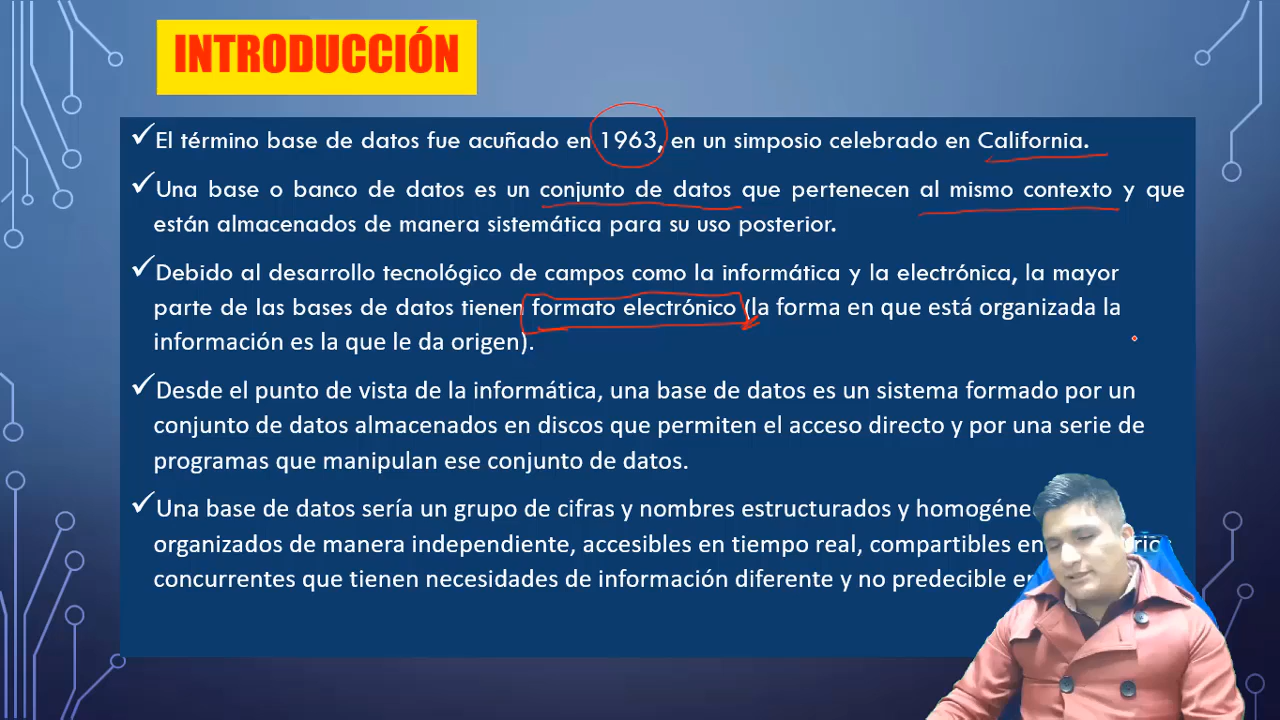 INTRODUCCIÓN
✓El término base de datos fue acuñado en 1963, en un simposio celebrado en California.
✓Una base o banco de datos es un conjunto de datos que pertenecen al mismo contexto y que
están almacenados de manera sistemática para su uso posterior.
✓Debido al desarrollo tecnológico de campos como la informática y la electrónica, la mayor
parte de las bases de datos tienen formato electrónico (la forma en que está organizada la
información es la que le da origen).
✓Desde el punto de vista de la informática, una base de datos es un sistema formado por un
conjunto de datos almacenados en discos que permiten el acceso directo y por una serie de
programas que manipulan ese conjunto de datos.
✓Una base de datos sería un grupo de cifras y nombres estructurados y
organizados de manera independiente, accesibles en tiempo real, compartibles
concurrentes que tienen necesidades de información diferente y no predecible